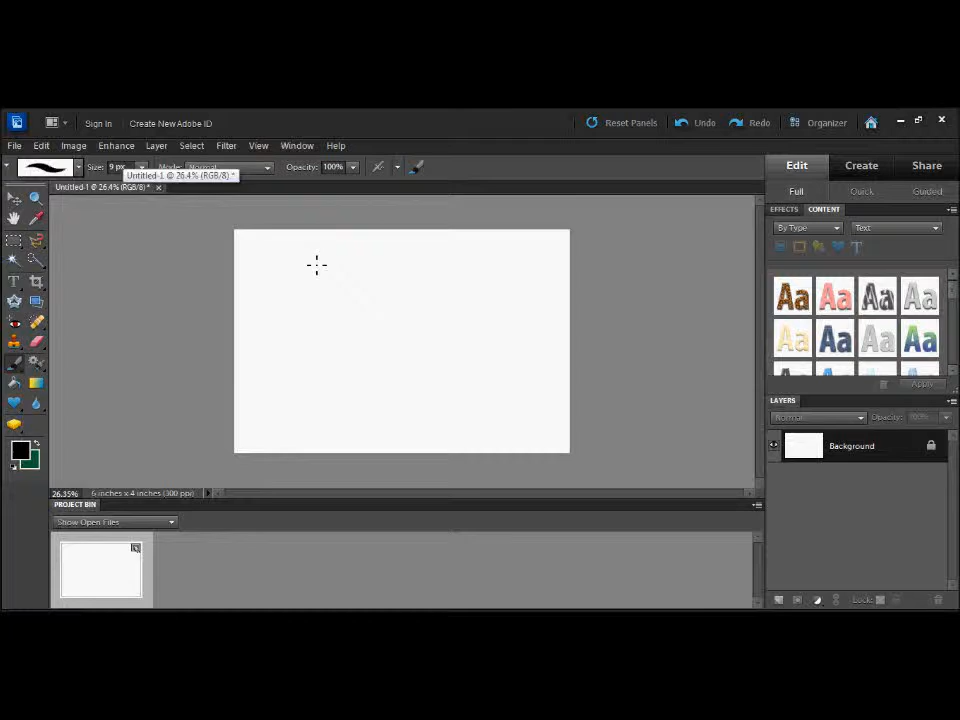 Sign In Create New Adobe ID Reset Panels Undo Redo Organizer
File Edit Image Enhance Layer Select Filter View Window Help
Size: 9 px Mode: Normal Opacity: 100% Edit Create Share
Untitled-1 @ 26.4% (RGB/8) *
Untitled-1 @ 26.4% (RGB/8) * Full Quick Guided
EFFECTS CONTENT
By Type Text
T
Aa Aa Aa Aa
Aa Aa Aa Aa
Apply
LAYERS
Normal Opacity: 100%
Background
26.35% 6 inches x 4 inches (300 ppi)
PROJECT BIN
Show Open Files
Lock: